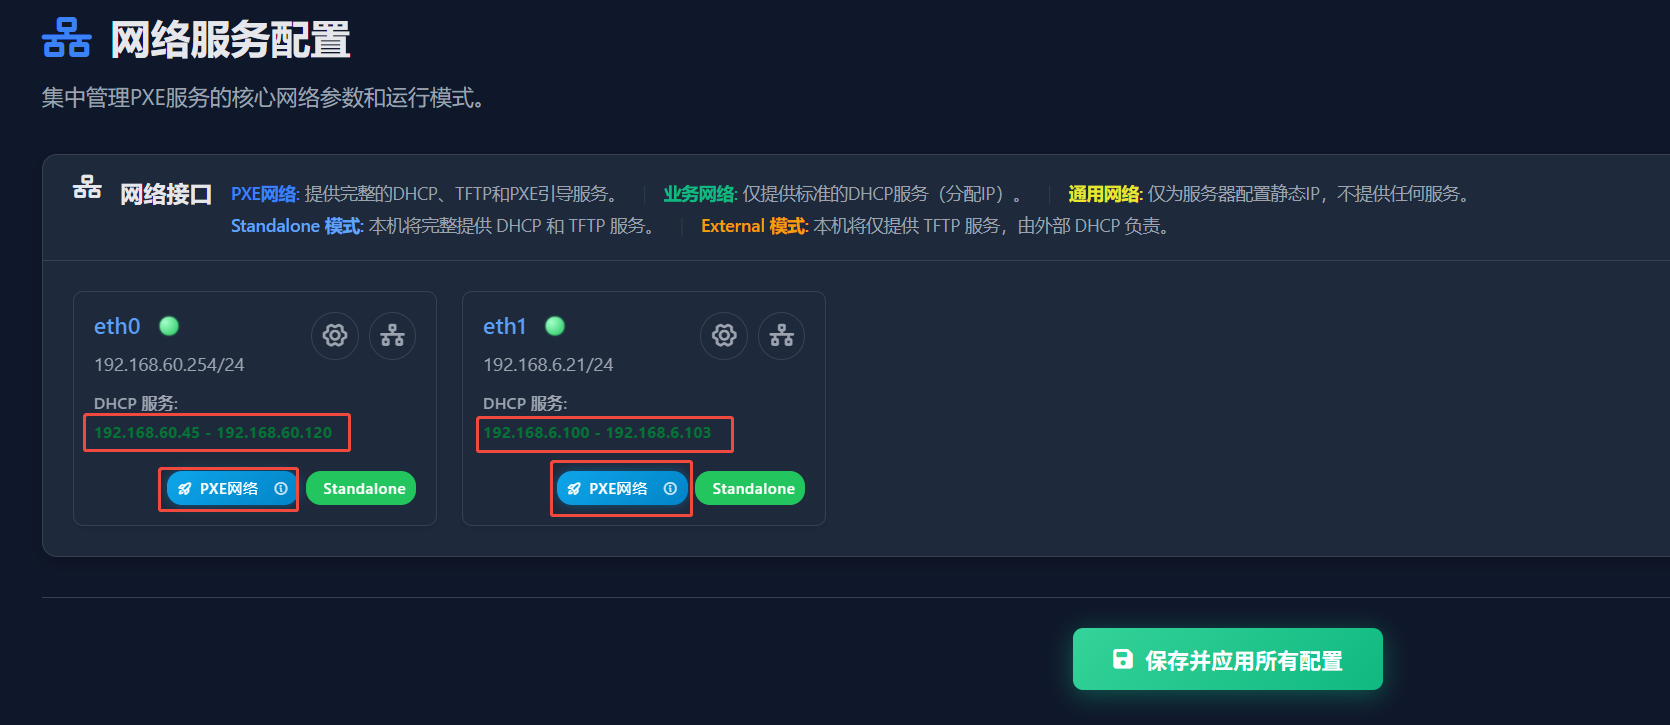 网络服务配置
集中管理PXE服务的核心网络参数和运行模式。
网络接口
PXE网络: 提供完整的DHCP、TFTP和PXE引导服务。 业务网络: 仅提供标准的DHCP服务（分配IP）。 通用网络: 仅为服务器配置静态IP，不提供任何服务。
Standalone 模式: 本机将完整提供 DHCP 和 TFTP 服务。 External 模式: 本机将仅提供 TFTP 服务，由外部 DHCP 负责。
eth0
192.168.60.254/24
DHCP 服务:
192.168.60.45 - 192.168.60.120
PXE网络 Standalone
eth1
192.168.6.21/24
DHCP 服务:
192.168.6.100 - 192.168.6.103
PXE网络 Standalone
保存并应用所有配置